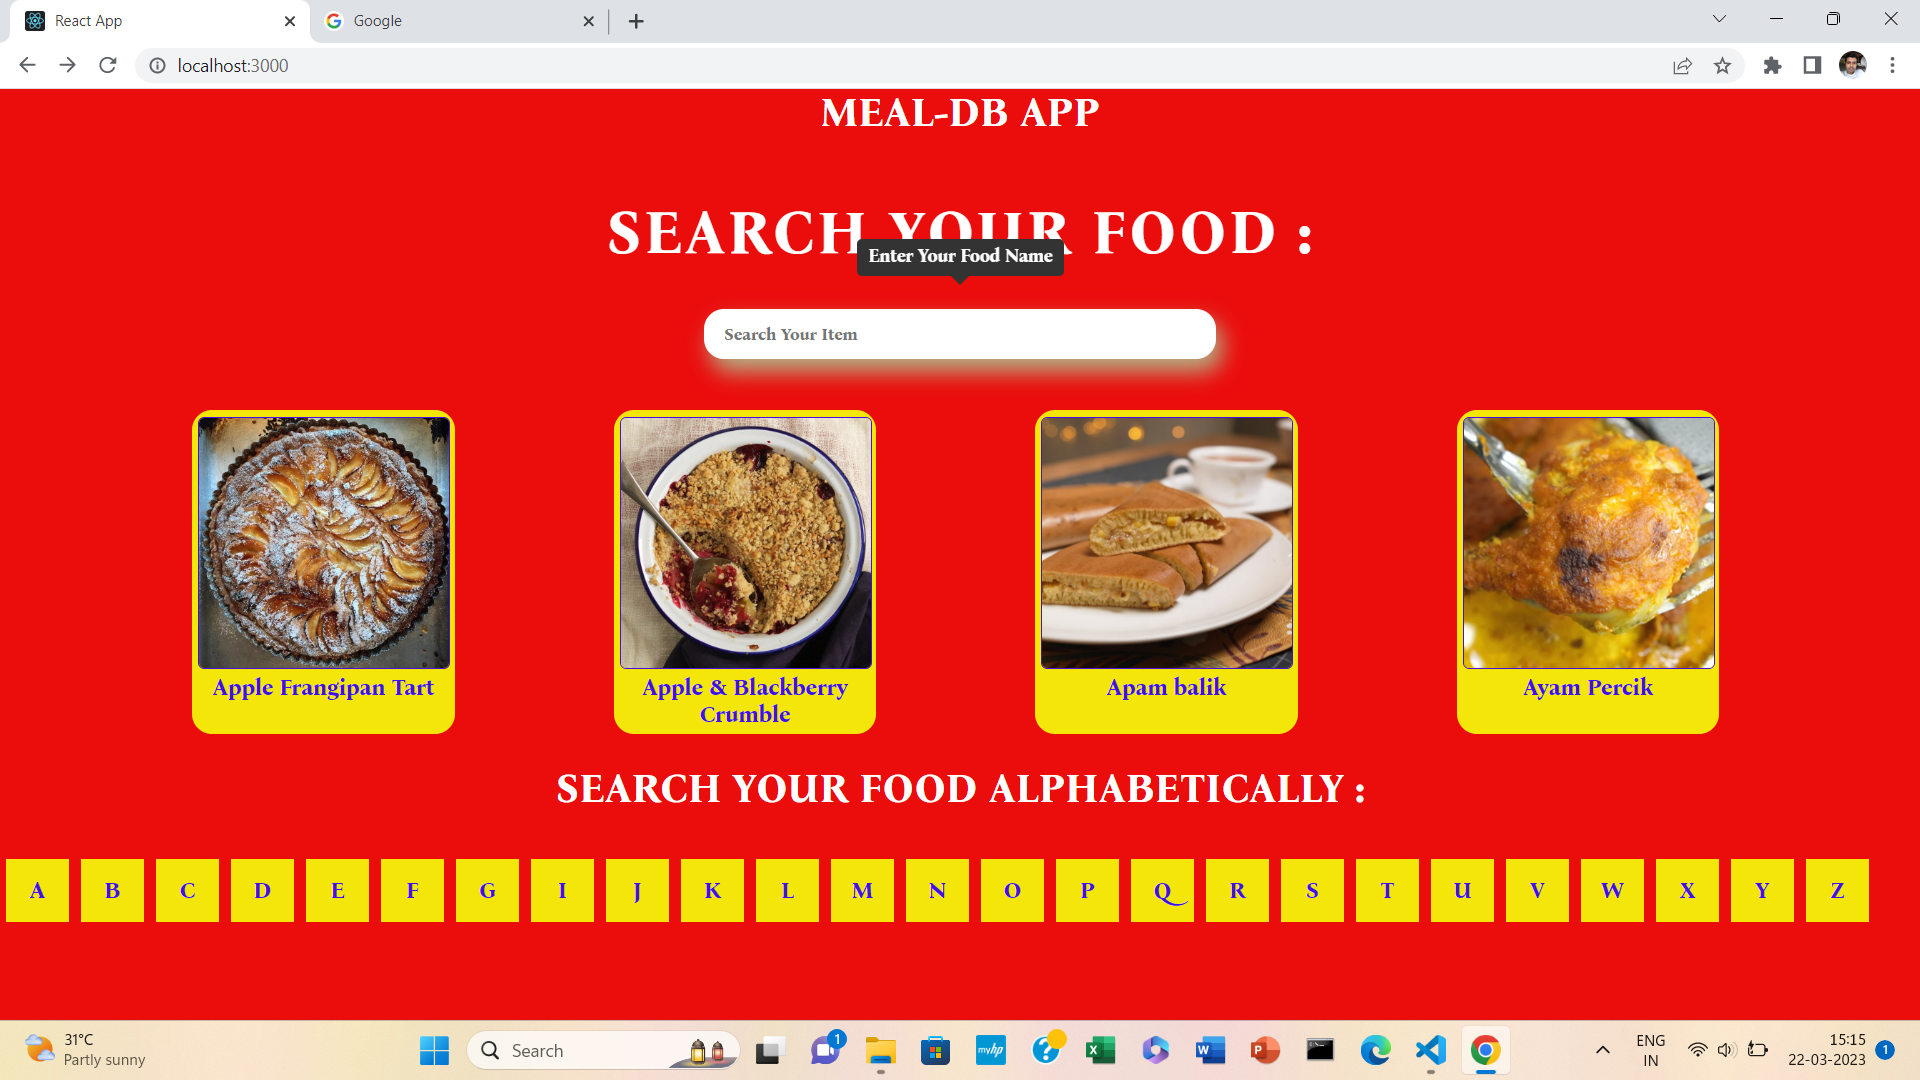 React App
Google
localhost:3000
MEAL-DB APP
SEARCH YOUR FOOD :
Enter Your Food Name
Search Your Item
Apple Frangipan Tart
Apple & Blackberry
Crumble
Apam balik
Ayam Percik
SEARCH YOUR FOOD ALPHABETICALLY :
A B C D E F G I J K L M N O P Q R S T U V W X Y Z
31°C
Partly sunny
Search
1
myhp
ENG
IN
15:15
22-03-2023
1